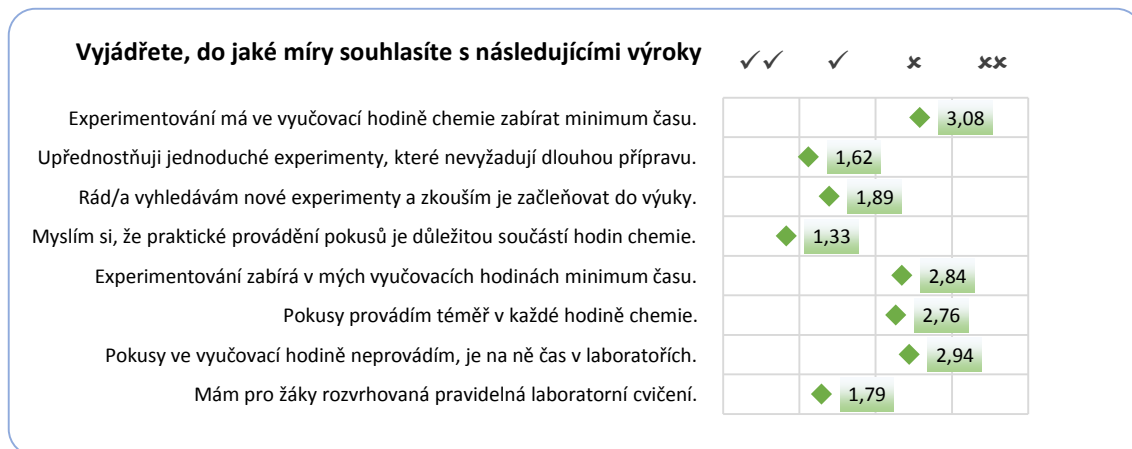 Vyjádřete, do jaké míry souhlasíte s následujícími výroky ✓✓ ✓ × ××
Experimentování má ve vyučovací hodině chemie zabírat minimum času. 3,08
Upřednostňuji jednoduché experimenty, které nevyžadují dlouhou přípravu. 1,62
Rád/a vyhledávám nové experimenty a zkouším je začleňovat do výuky. 1,89
Myslím si, že praktické provádění pokusů je důležitou součástí hodin chemie. 1,33
Experimentování zabírá v mých vyučovacích hodinách minimum času. 2,84
Pokusy provádím téměř v každé hodině chemie. 2,76
Pokusy ve vyučovací hodině neprovádím, je na ně čas v laboratořích. 2,94
Mám pro žáky rozvrhovaná pravidelná laboratorní cvičení. 1,79